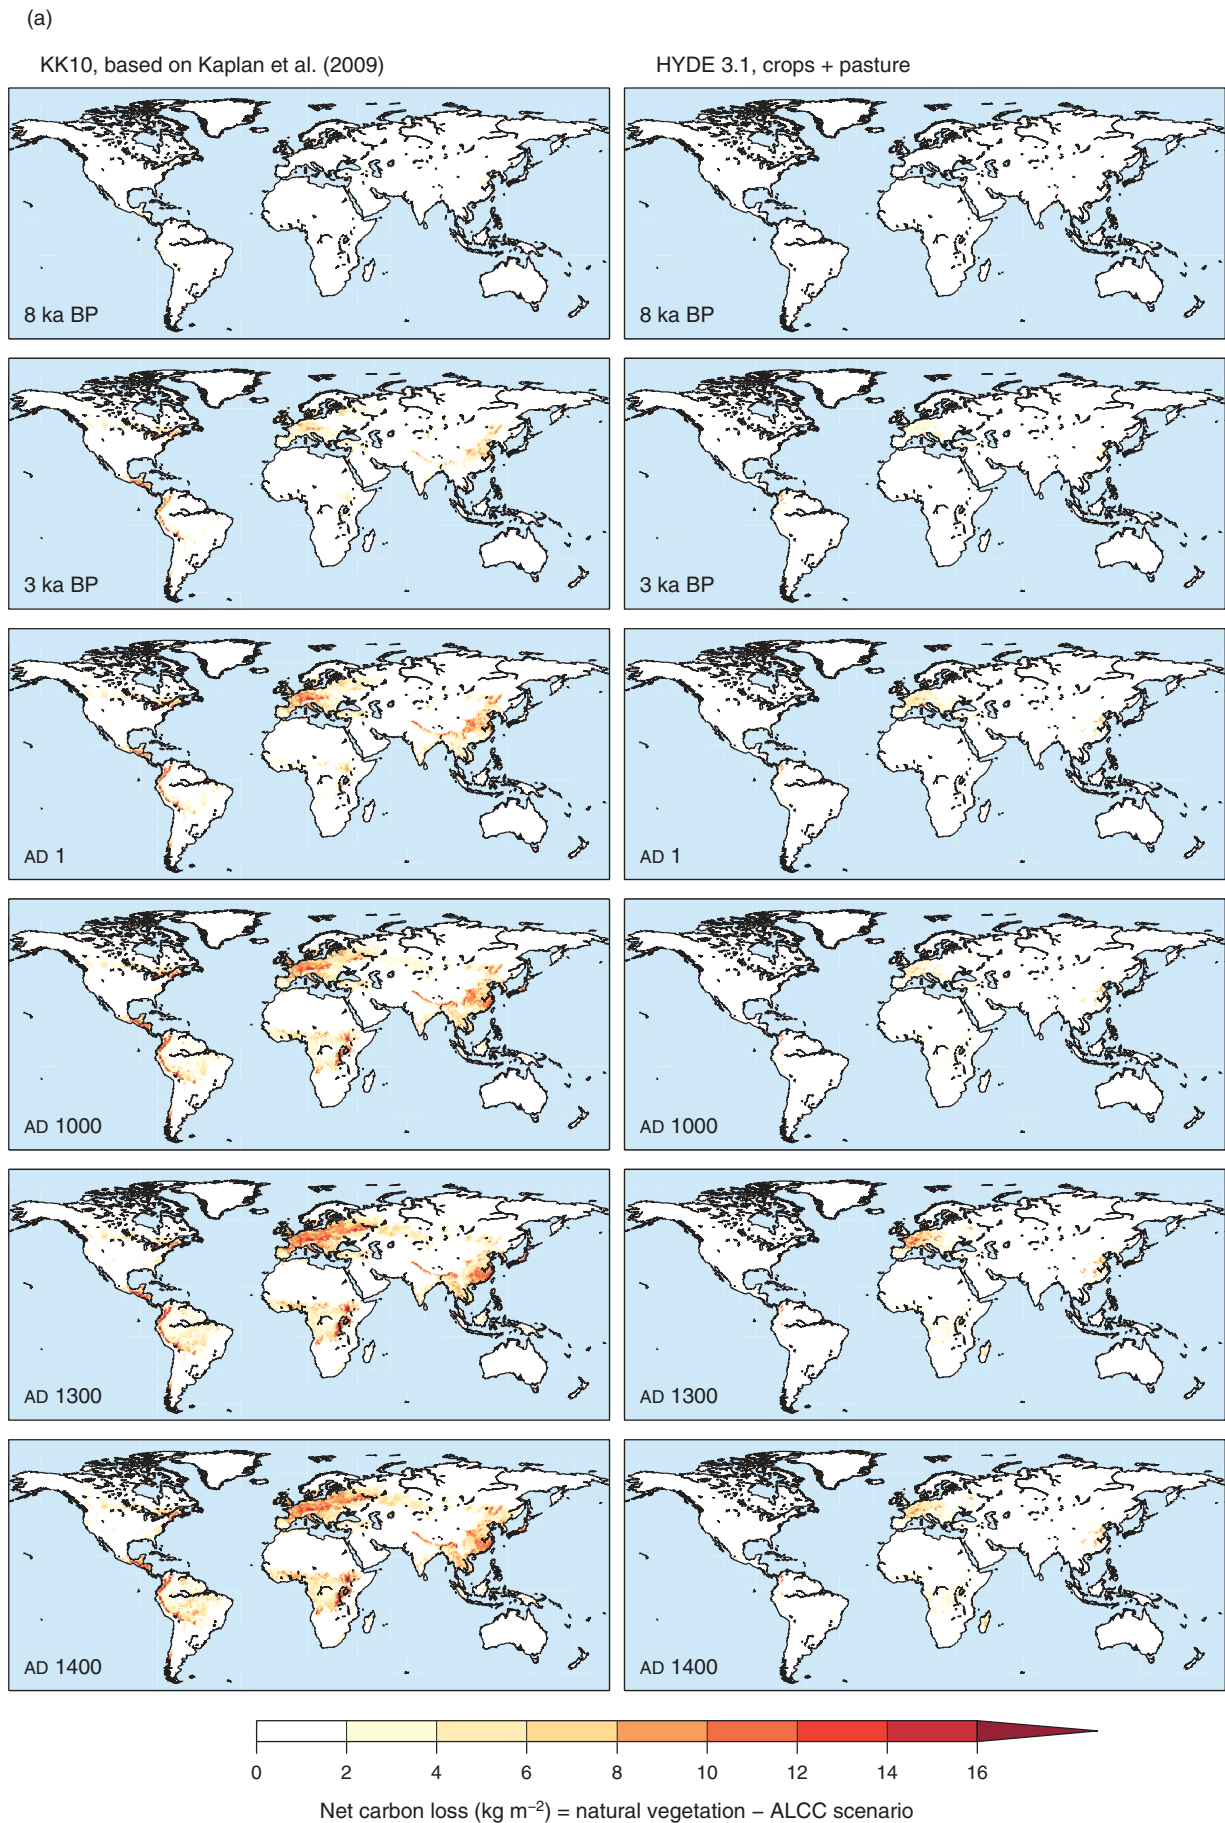 (a)
KK10, based on Kaplan et al. (2009)
HYDE 3.1, crops + pasture
8 ka BP
8 ka BP
3 ka BP
3 ka BP
AD 1
AD 1
AD 1000
AD 1000
AD 1300
AD 1300
AD 1400
AD 1400
0 2 4 6 8 10 12 14 16
Net carbon loss (kg m⁻²) = natural vegetation – ALCC scenario